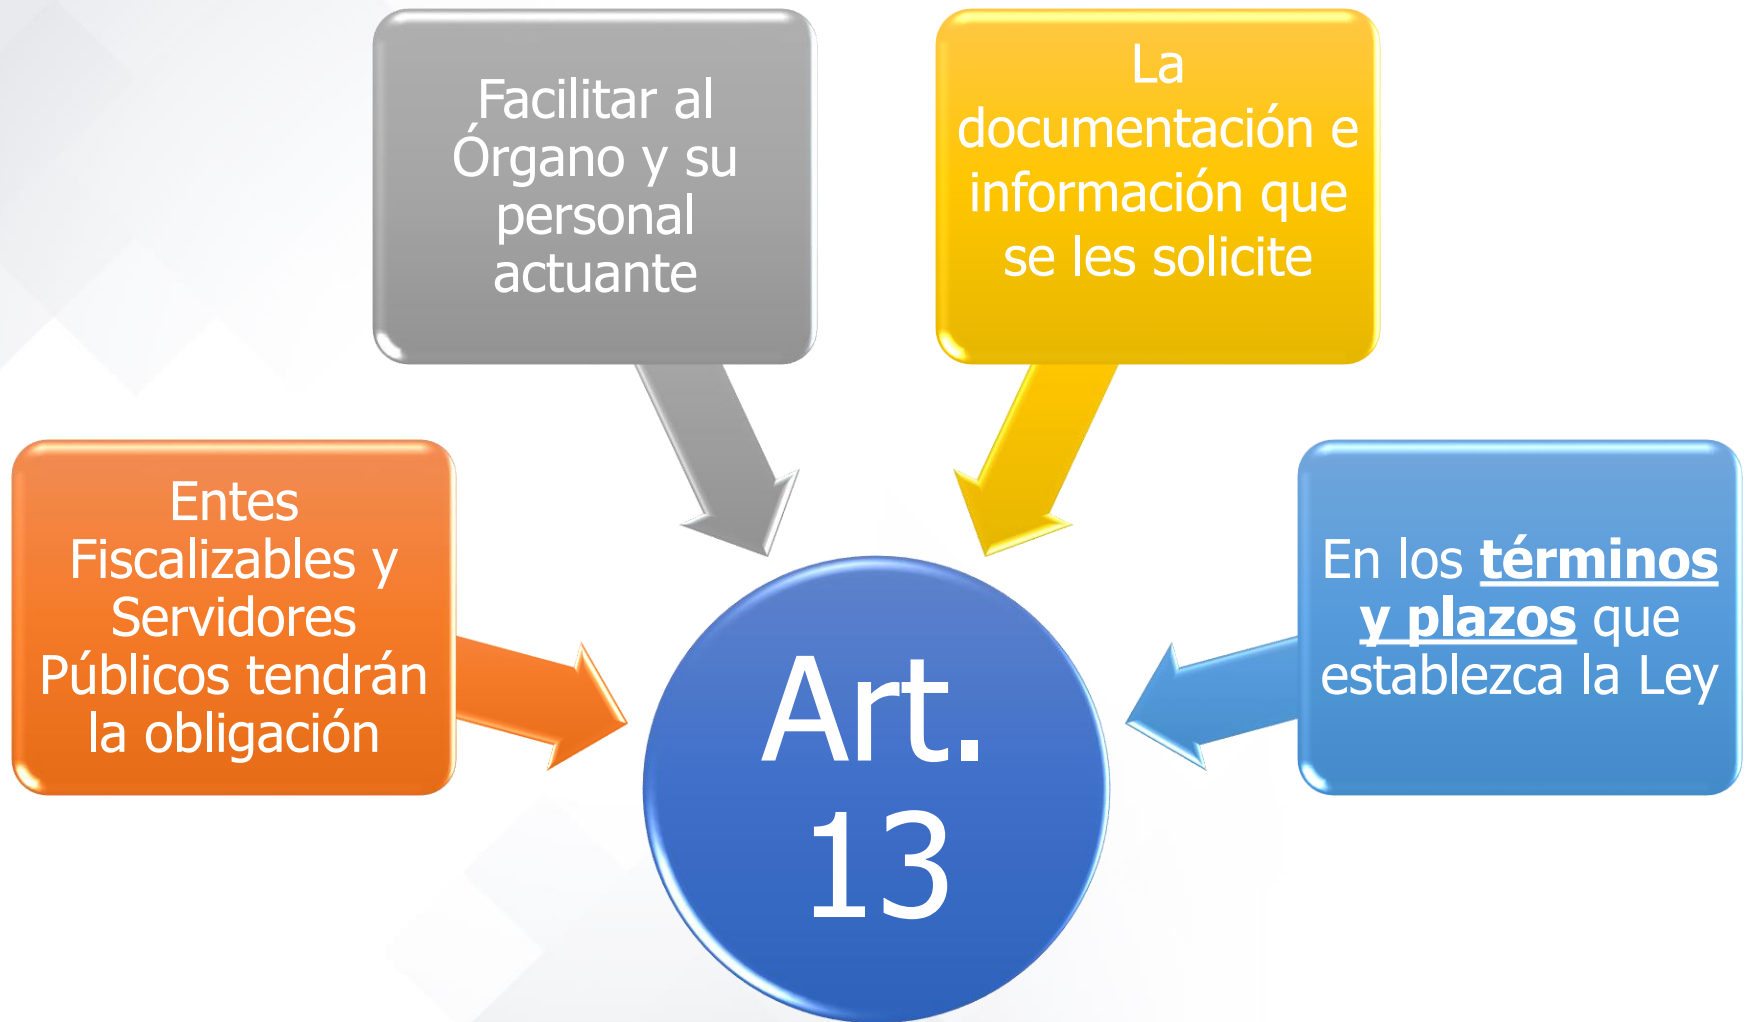 Facilitar al
Órgano y su
personal
actuante
La
documentación e
información que
se les solicite
Entes
Fiscalizables y
Servidores
Públicos tendrán
la obligación
En los términos
y plazos que
establezca la Ley
Art.
13